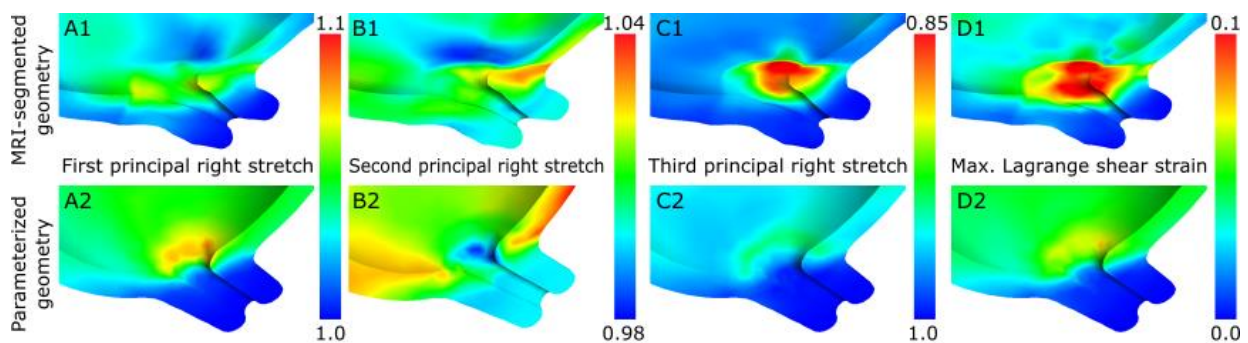 MRI-segmented
geometry
A1
1.1
B1
1.04
C1
0.85
D1
0.1
First principal right stretch
Second principal right stretch
Third principal right stretch
Max. Lagrange shear strain
Parameterized
geometry
A2
1.0
B2
0.98
C2
1.0
D2
0.0